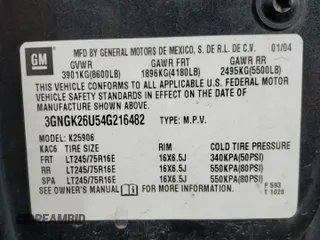 GM
MFD BY GENERAL MOTORS DE MEXICO, S. DE R.L. DE C.V. 01/04
GVWR GAWR FRT GAWR RR
3901KG(8600LB) 1896KG(4180LB) 2495KG(5500LB)
THIS VEHICLE CONFORMS TO ALL APPLICABLE U.S. FEDERAL MOTOR
VEHICLE SAFETY STANDARDS IN EFFECT ON THE DATE OF
MANUFACTURE SHOWN ABOVE.
3GNGK26U54G216482 TYPE: M.P.V.
MODEL: K25906
KAC6 TIRE SIZE RIM COLD TIRE PRESSURE
FRT LT245/75R16E 16X6.5J 340KPA(50PSI)
RR LT245/75R16E 16X6.5J 550KPA(80PSI)
SPA LT245/75R16E 16X6.5J 550KPA(80PSI)
SEE OWNER'S MANUAL FOR MORE INFORMATION.
F 593
T 1028